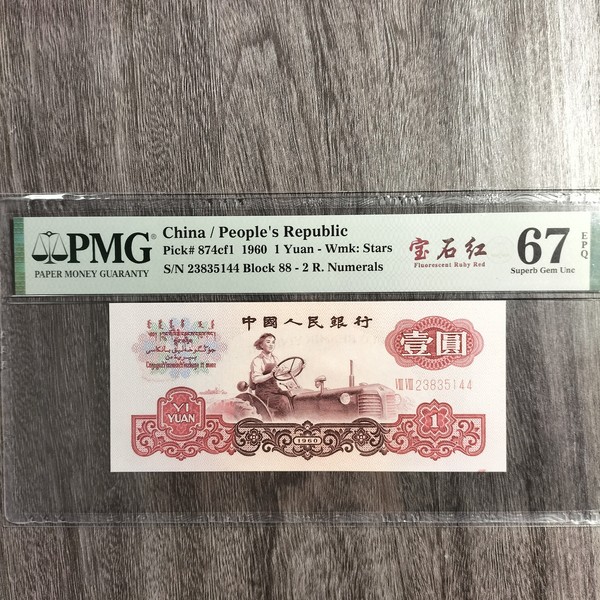 PMG
PAPER MONEY GUARANTY
China / People's Republic
Pick# 874cf1 1960 1 Yuan - Wmk: Stars
S/N 23835144 Block 88 - 2 R. Numerals
宝石红
Fluorescent Ruby Red
67
EPQ
Superb Gem Unc
中國人民銀行
壹圓
VIII VIII 23835144
YI
YUAN
1960
1